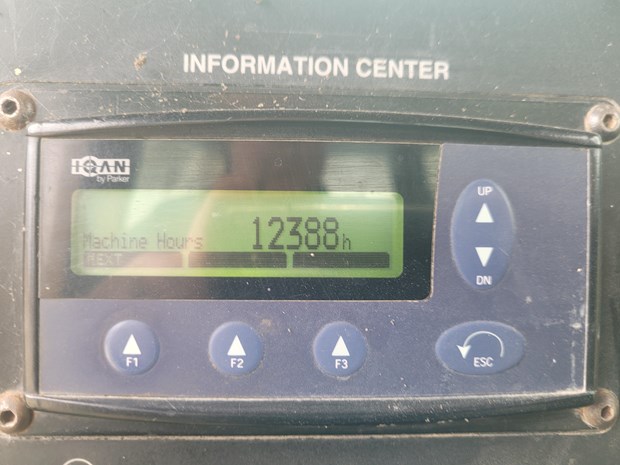 INFORMATION CENTER
IQAN
by Parker
Machine Hours 12388h
NEXT
UP
DN
F1
F2
F3
ESC